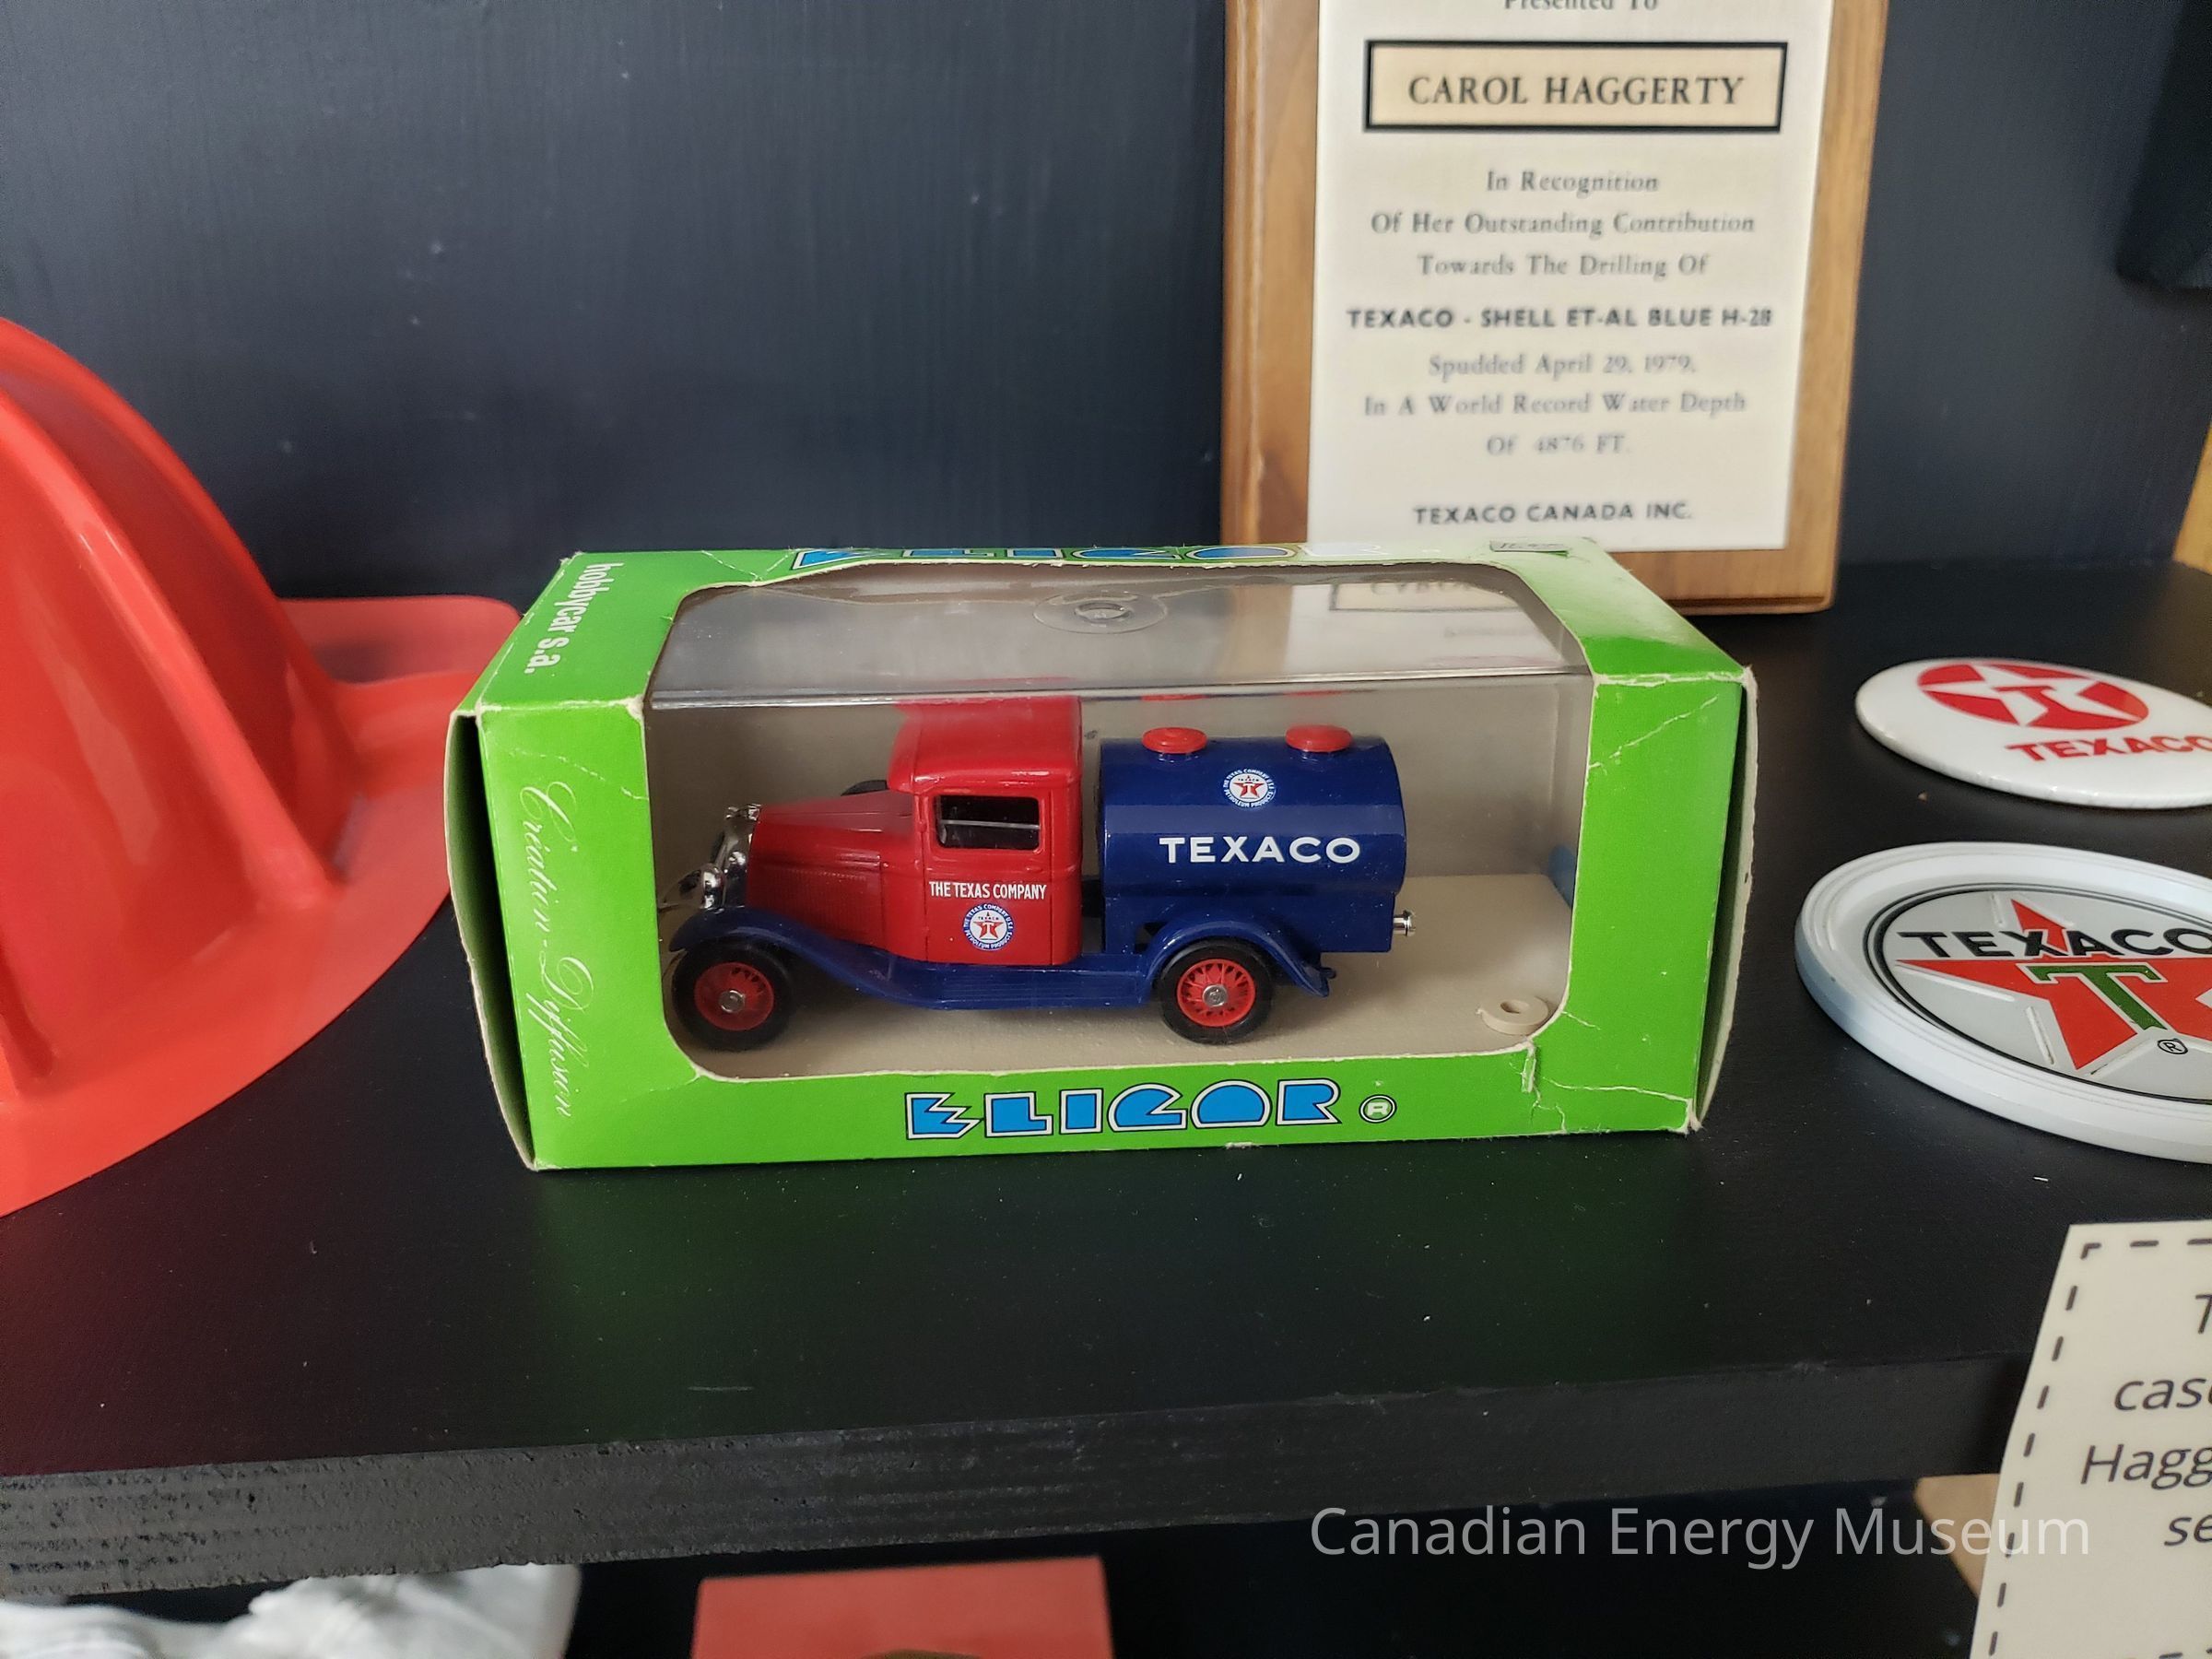 Presented To
CAROL HAGGERTY
In Recognition
Of Her Outstanding Contribution
Towards The Drilling Of
TEXACO - SHELL ET-AL BLUE H-28
Spudded April 29, 1979,
In A World Record Water Depth
Of 4876 FT.
TEXACO CANADA INC.
ELIGOR
hobbycar s.a.
Création-Diffusion
TEXACO
THE TEXAS COMPANY
ELIGOR ®
T
TEXACO
TEXACO
T
®
Canadian Energy Museum